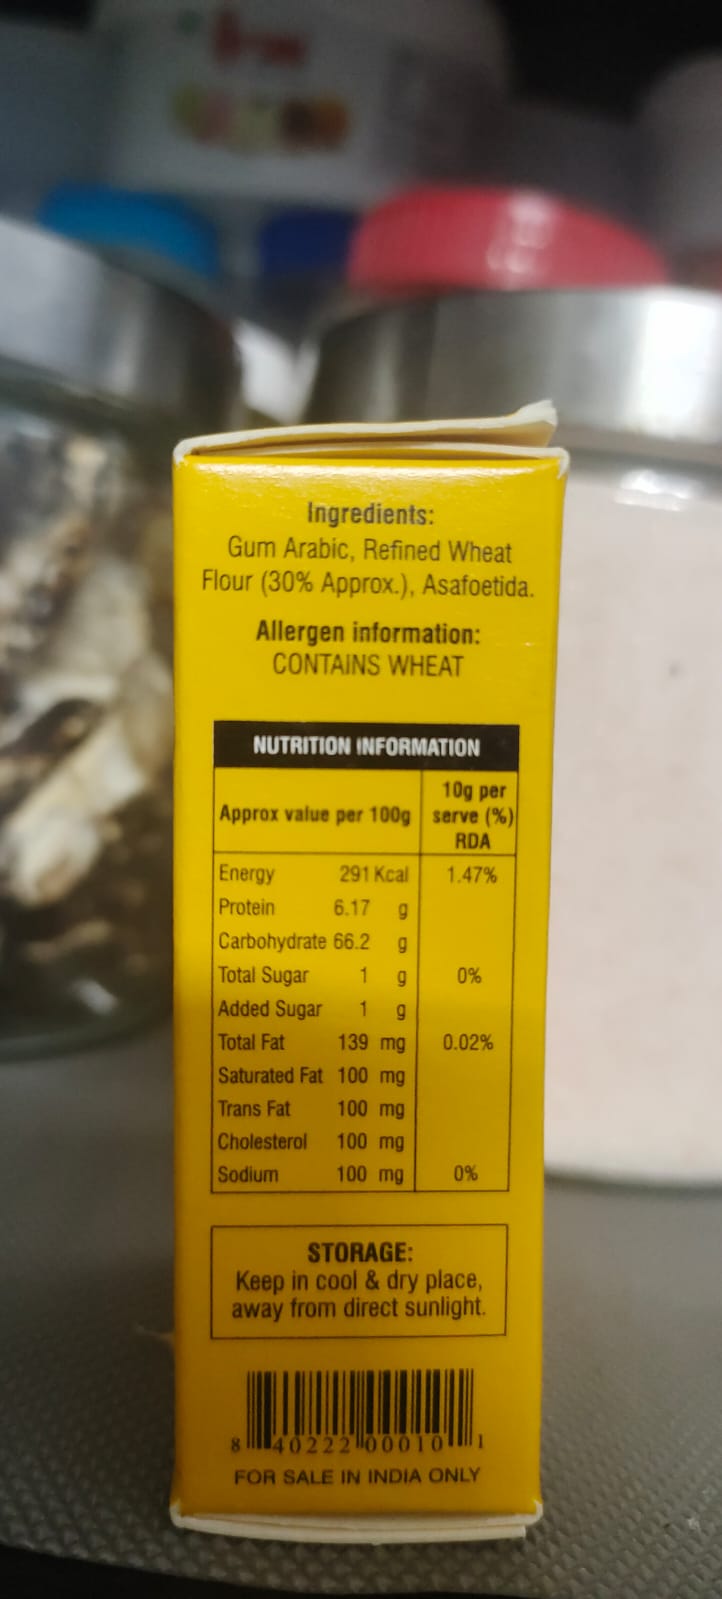 Ingredients:
Gum Arabic, Refined Wheat
Flour (30% Approx.), Asafoetida.
Allergen information:
CONTAINS WHEAT
NUTRITION INFORMATION
Approx value per 100g 10g per serve (%) RDA
Energy 291 Kcal 1.47%
Protein 6.17 g
Carbohydrate 66.2 g
Total Sugar 1 g 0%
Added Sugar 1 g
Total Fat 139 mg 0.02%
Saturated Fat 100 mg
Trans Fat 100 mg
Cholesterol 100 mg
Sodium 100 mg 0%
STORAGE:
Keep in cool & dry place,
away from direct sunlight.
8 40222 00010 1
FOR SALE IN INDIA ONLY